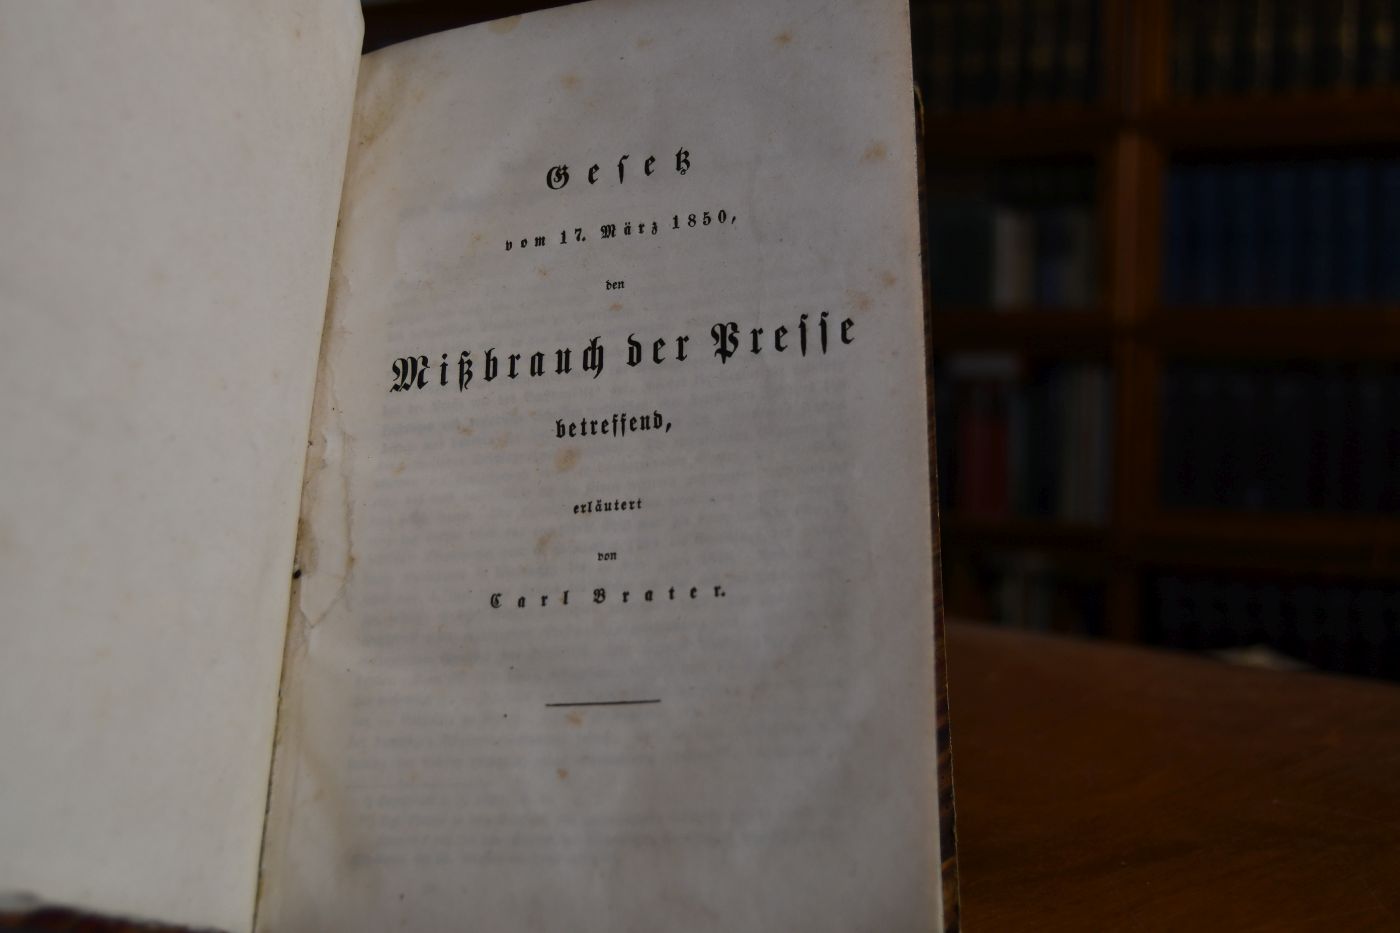 Gesetz
vom 17. März 1850,
den
Mißbrauch der Presse
betreffend,
erläutert
von
Carl Brater.